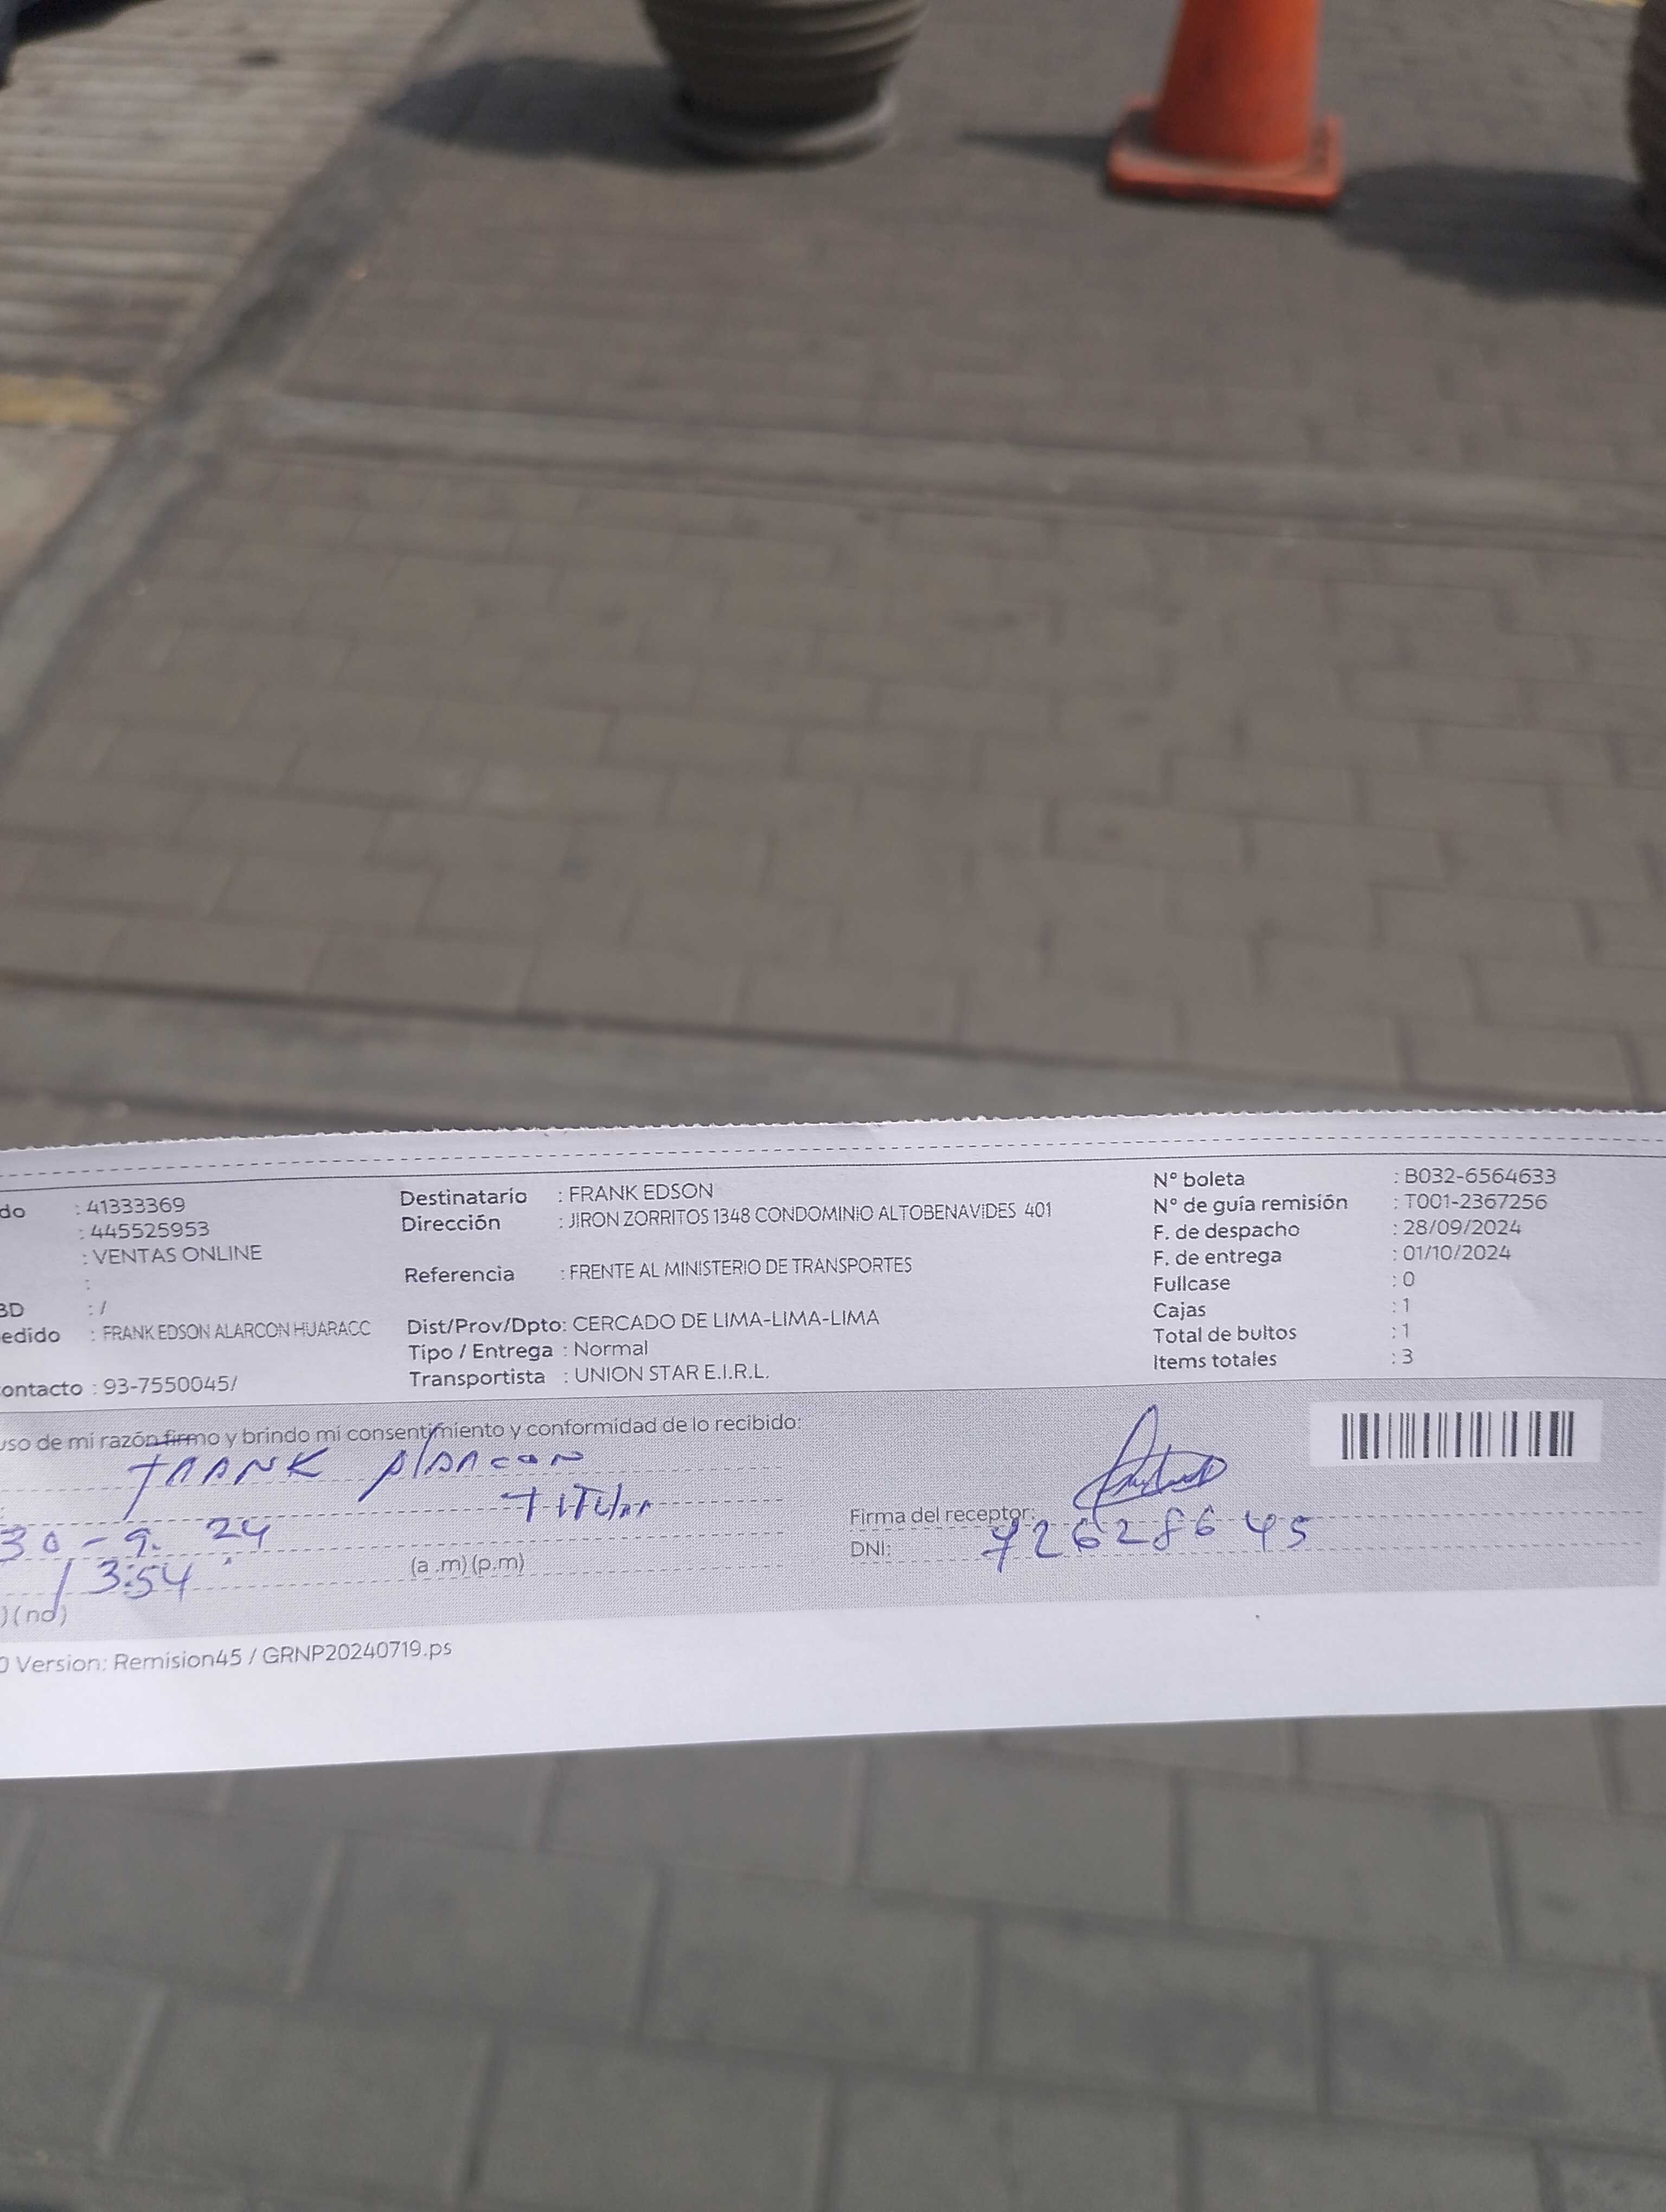 do : 41333369
: 445525953
: VENTAS ONLINE
:
BD : /
edido : FRANK EDSON ALARCON HUARACC
ontacto : 93-7550045/
Destinatario : FRANK EDSON
Dirección : JIRON ZORRITOS 1348 CONDOMINIO ALTOBENAVIDES 401
Referencia : FRENTE AL MINISTERIO DE TRANSPORTES
Dist/Prov/Dpto: CERCADO DE LIMA-LIMA-LIMA
Tipo / Entrega : Normal
Transportista : UNION STAR E.I.R.L.
Nº boleta : B032-6564633
Nº de guía remisión : T001-2367256
F. de despacho : 28/09/2024
F. de entrega : 01/10/2024
Fullcase : 0
Cajas : 1
Total de bultos : 1
Items totales : 3
uso de mi razón firmo y brindo mi consentimiento y conformidad de lo recibido:
FRANK AlARCON
TiTular
30-9. 24
13:54 (a .m) (p.m)
) (no)
Firma del receptor:
DNI: 72628645
0 Version: Remision45 / GRNP20240719.ps